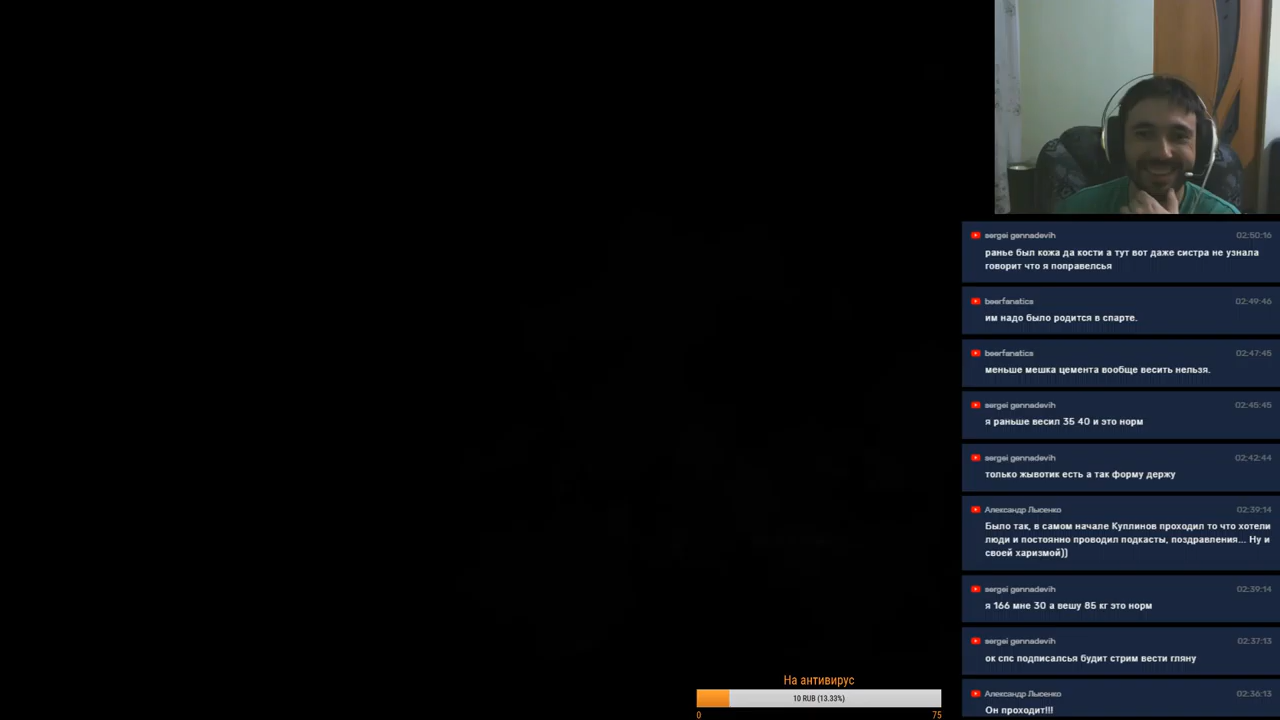 sergei gennadevih 02:50:16
ранье был кожа да кости а тут вот даже систра не узнала
говорит что я поправелсья
beerfanatics 02:49:46
им надо было родится в спарте.
beerfanatics 02:47:45
меньше мешка цемента вообще весить нельзя.
sergei gennadevih 02:45:45
я раньше весил 35 40 и это норм
sergei gennadevih 02:42:44
только жывотик есть а так форму держу
Александр Лысенко 02:39:14
Было так, в самом начале Куплинов проходил то что хотели
люди и постоянно проводил подкасты, поздравления... Ну и
своей харизмой))
sergei gennadevih 02:39:14
я 166 мне 30 а вешу 85 кг это норм
sergei gennadevih 02:37:13
ок спс подписалсья будит стрим вести гляну
Александр Лысенко 02:36:13
Он проходит!!!
На антивирус
10 RUB (13.33%)
0 75